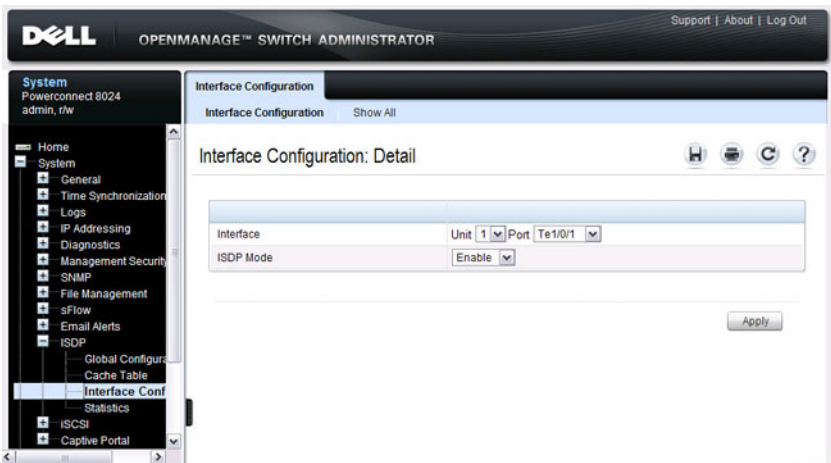 Support | About | Log Out
DELL OPENMANAGE™ SWITCH ADMINISTRATOR
System
Powerconnect 8024
admin, r/w
Home
System
General
Time Synchronization
Logs
IP Addressing
Diagnostics
Management Security
SNMP
File Management
sFlow
Email Alerts
ISDP
Global Configura
Cache Table
Interface Conf
Statistics
iSCSI
Captive Portal
Interface Configuration
Interface Configuration Show All
Interface Configuration: Detail
Interface Unit 1 Port Te1/0/1
ISDP Mode Enable
Apply